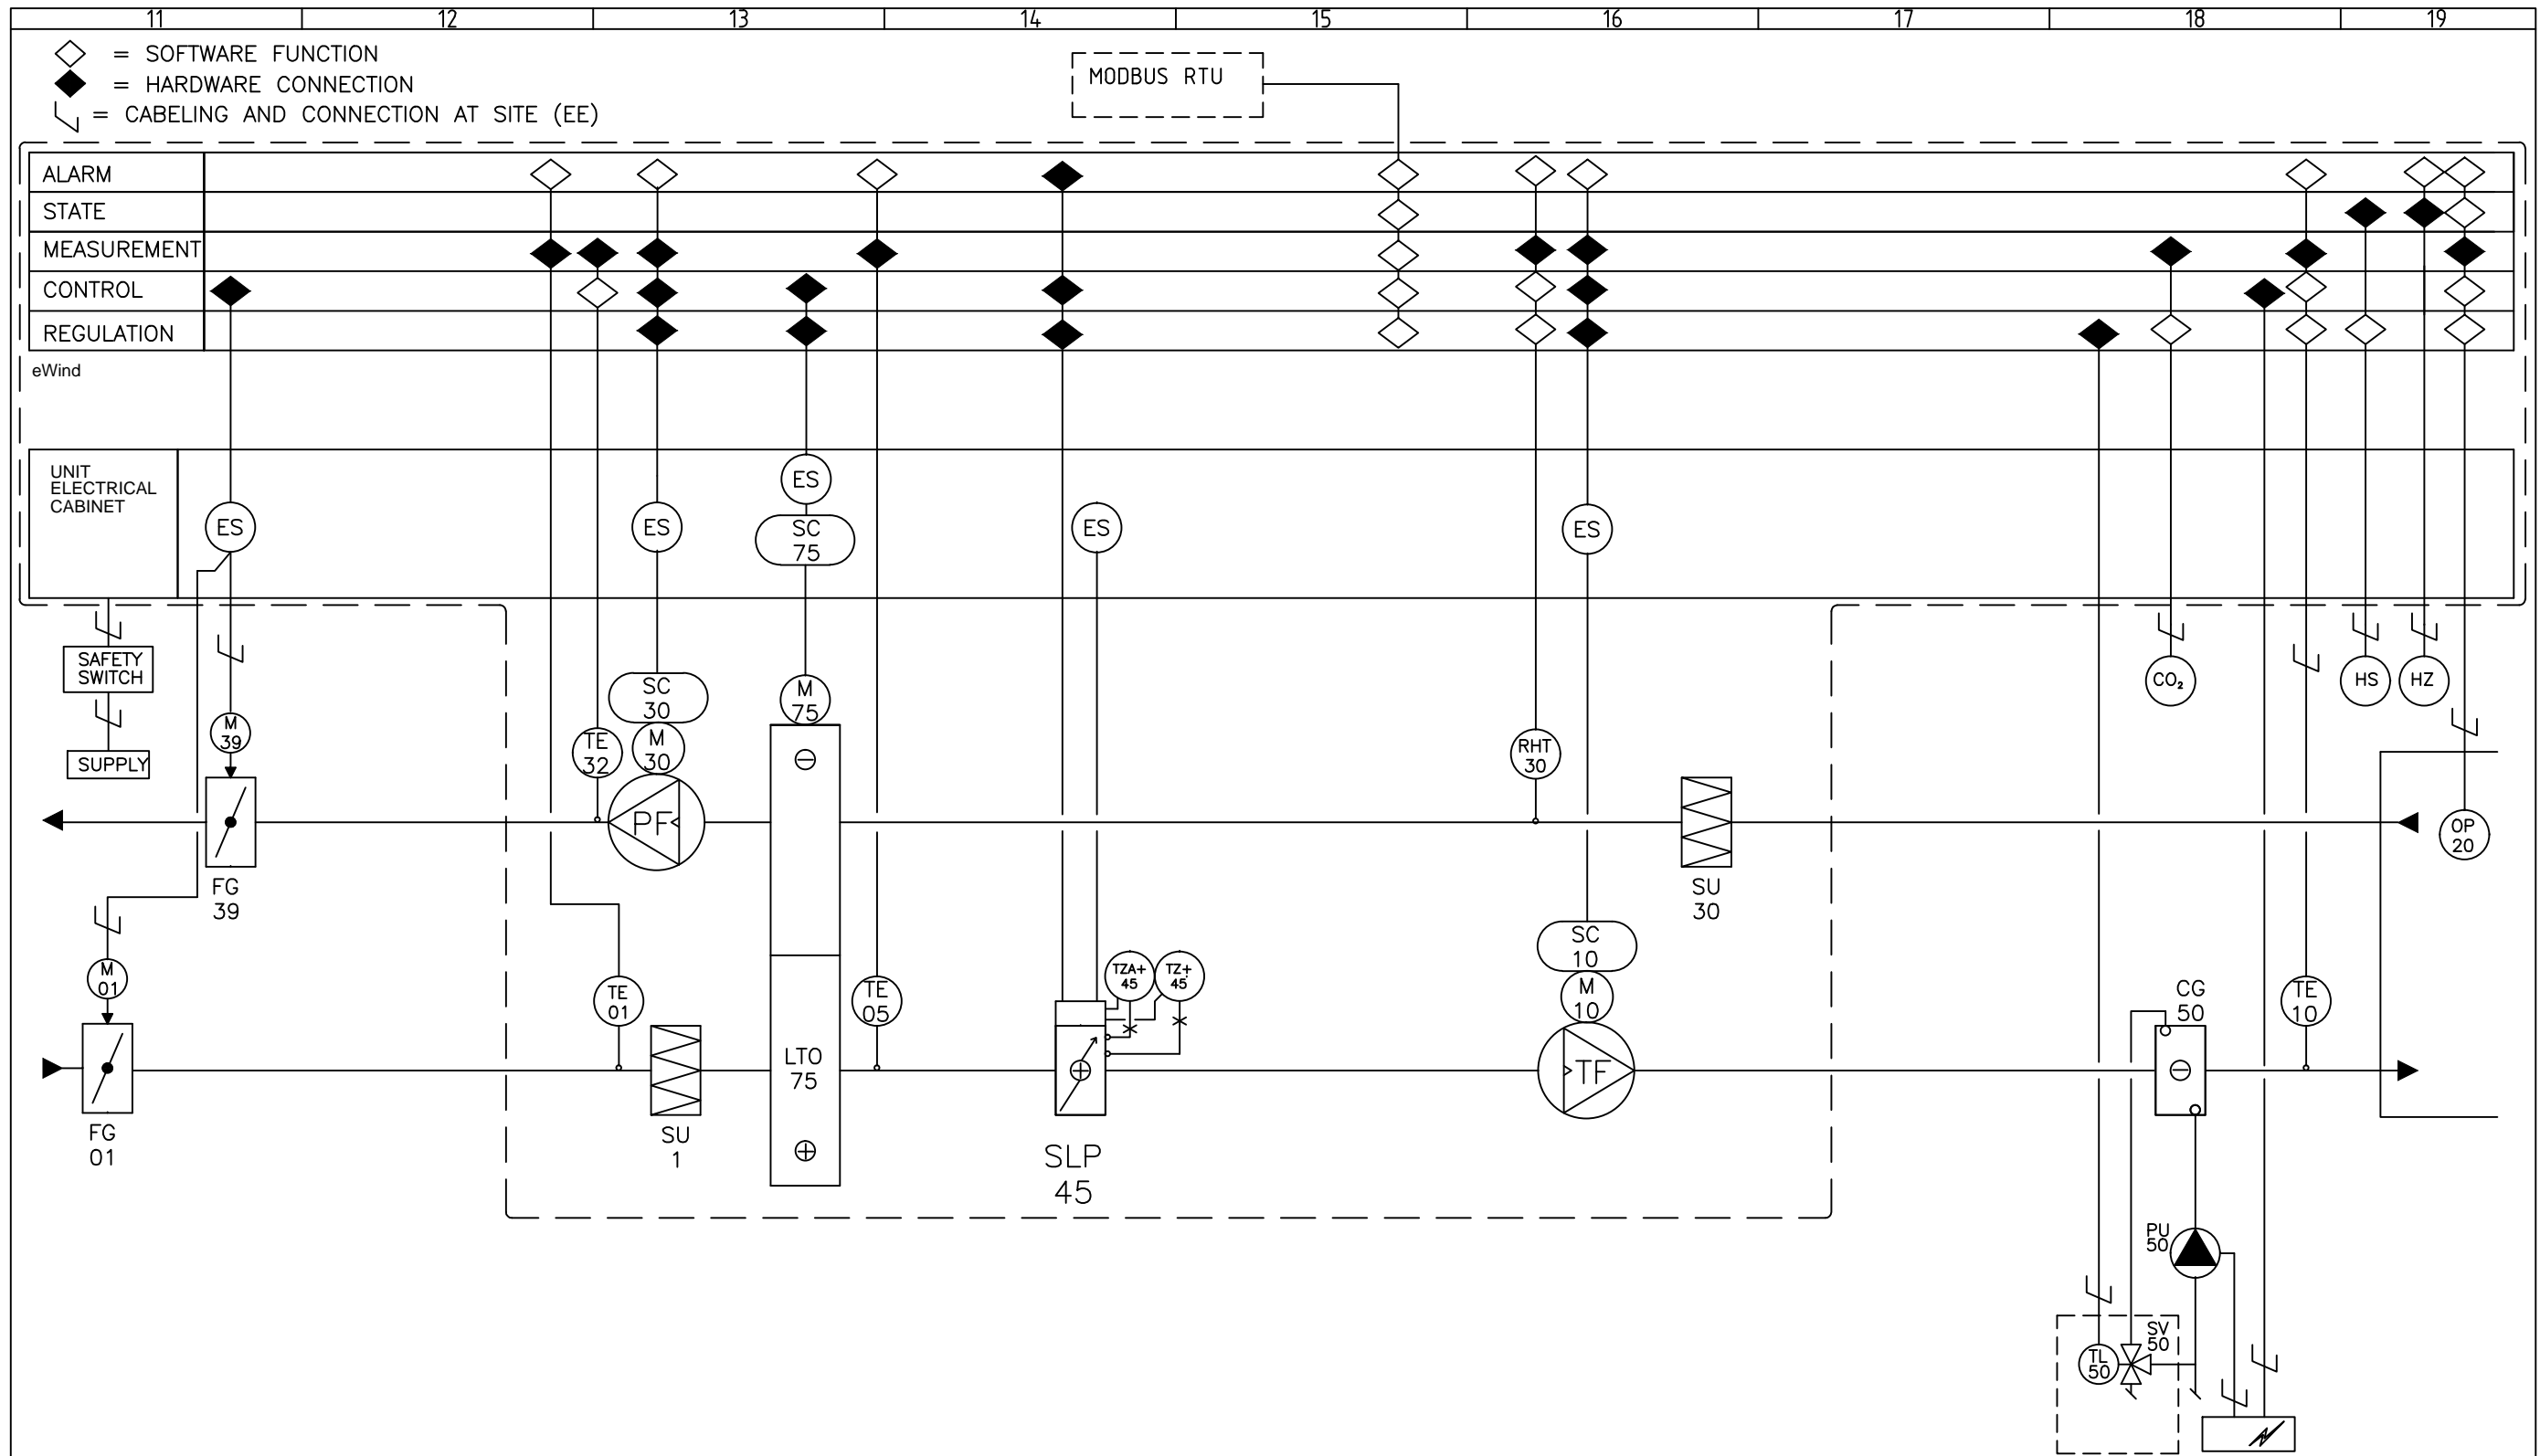 11 12 13 14 15 16 17 18 19
= SOFTWARE FUNCTION
= HARDWARE CONNECTION
= CABELING AND CONNECTION AT SITE (EE)
MODBUS RTU
ALARM
STATE
MEASUREMENT
CONTROL
REGULATION
eWind
UNIT
ELECTRICAL
CABINET
ES
ES
ES
SC
75
ES
ES
SAFETY
SWITCH
SUPPLY
M
39
TE
32
SC
30
M
30
M
75
RHT
30
CO₂
HS
HZ
PF
OP
20
FG
39
SU
30
M
01
TE
01
TE
05
TZA+
45
TZ+
45
SC
10
M
10
CG
50
TE
10
LTO
75
TF
FG
01
SU
1
SLP
45
PU
50
SV
50
TL
50